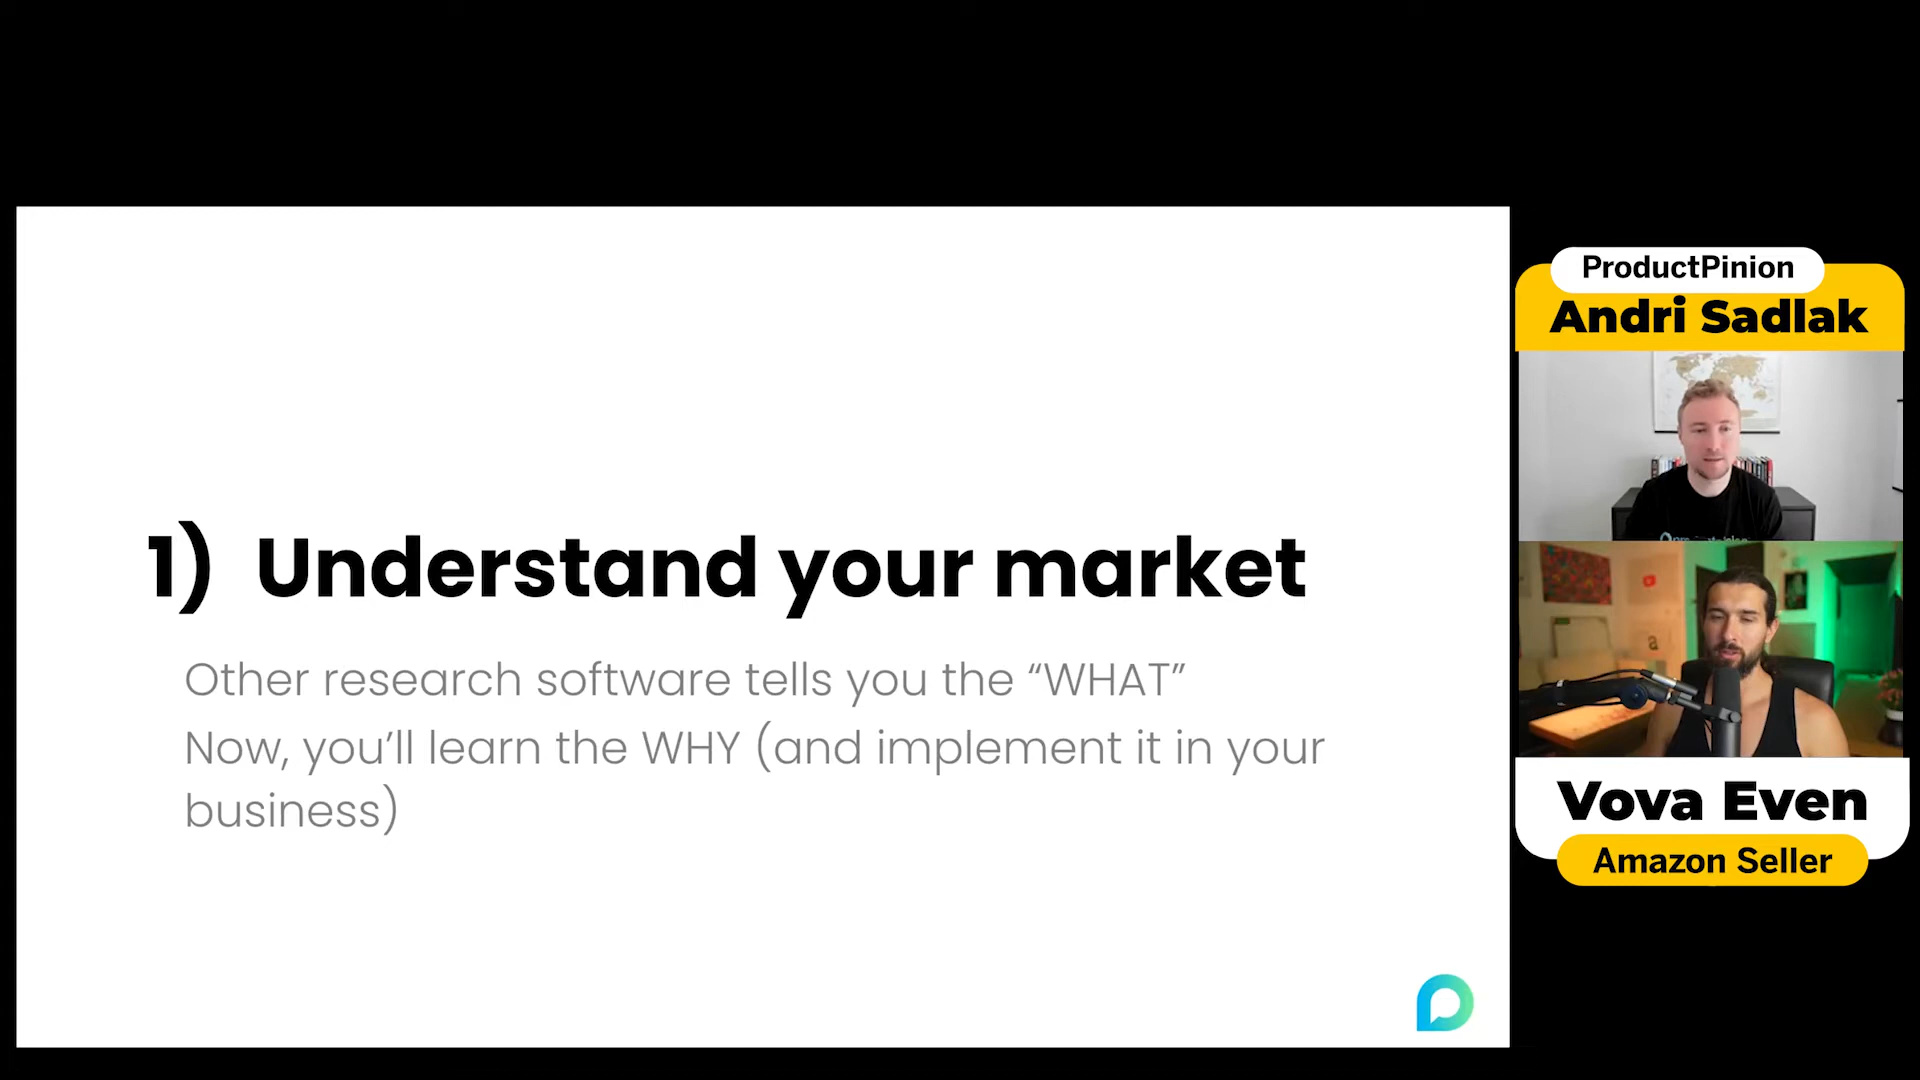 1) Understand your market
Other research software tells you the “WHAT”
Now, you’ll learn the WHY (and implement it in your
business)
ProductPinion
Andri Sadlak
Vova Even
Amazon Seller